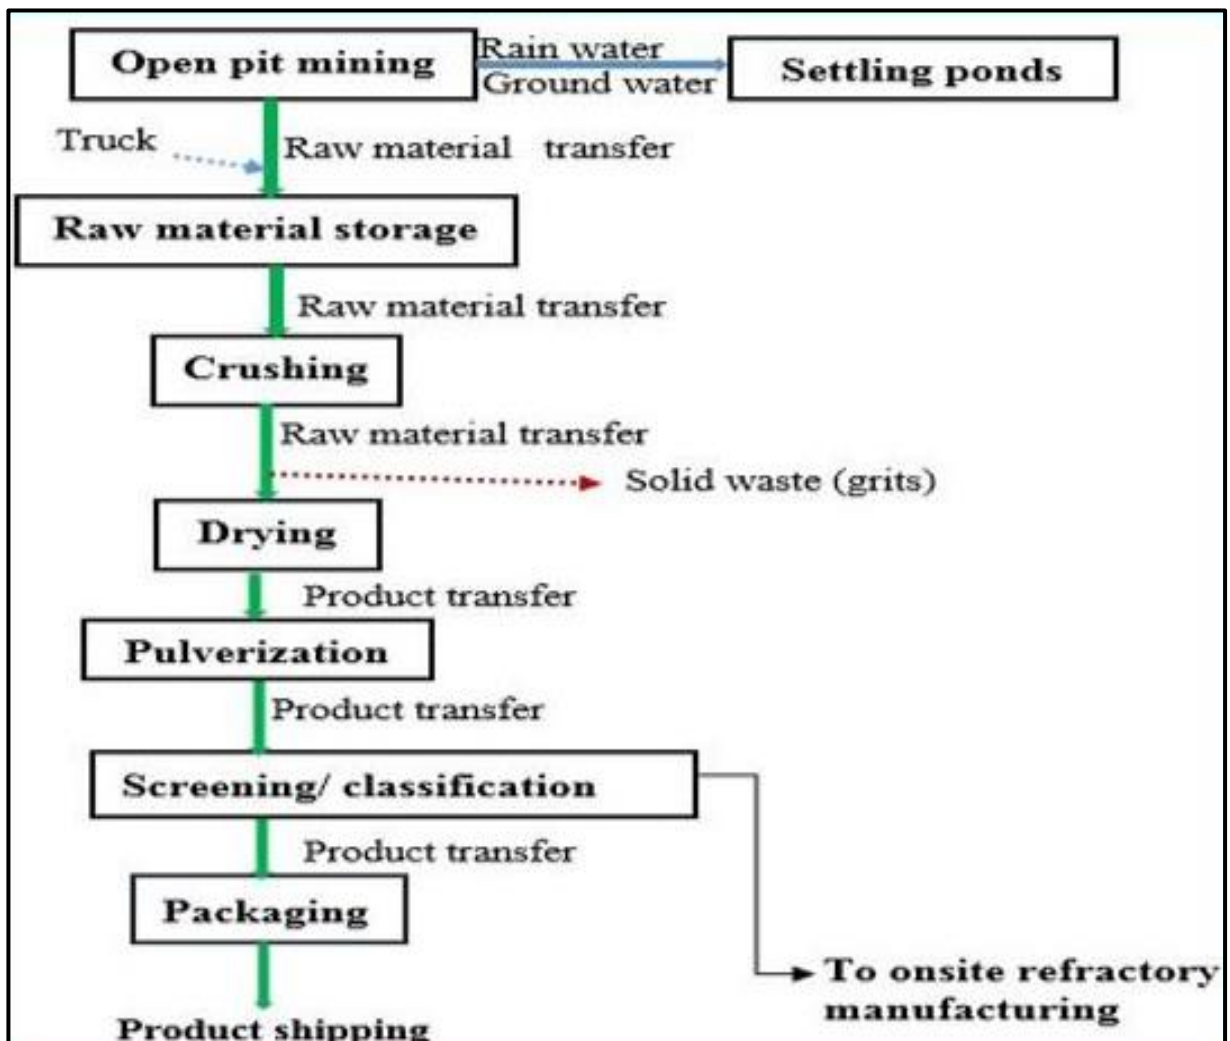 Open pit mining
Rain water
Ground water
Settling ponds
Truck
Raw material transfer
Raw material storage
Raw material transfer
Crushing
Raw material transfer
Solid waste (grits)
Drying
Product transfer
Pulverization
Product transfer
Screening/ classification
Product transfer
Packaging
To onsite refractory
manufacturing
Product shipping